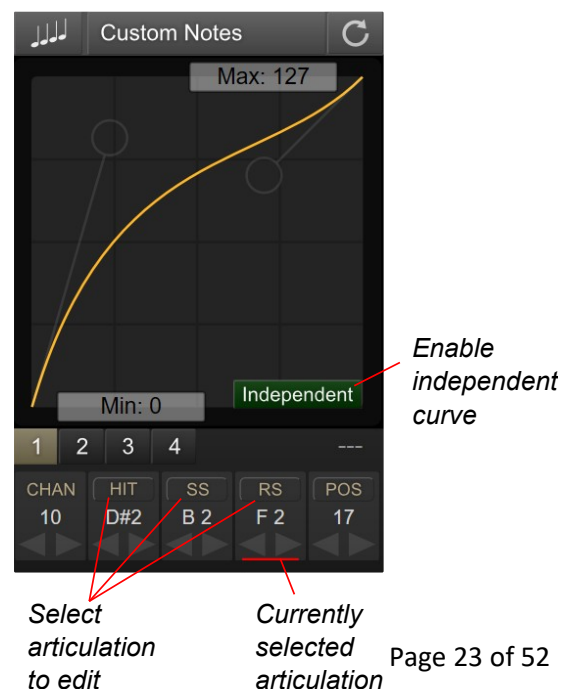 Custom Notes
Max: 127
Min: 0
Independent
Enable
independent
curve
1 2 3 4 ---
CHAN HIT SS RS POS
10 D#2 B 2 F 2 17
Select
articulation
to edit
Currently
selected
articulation
Page 23 of 52